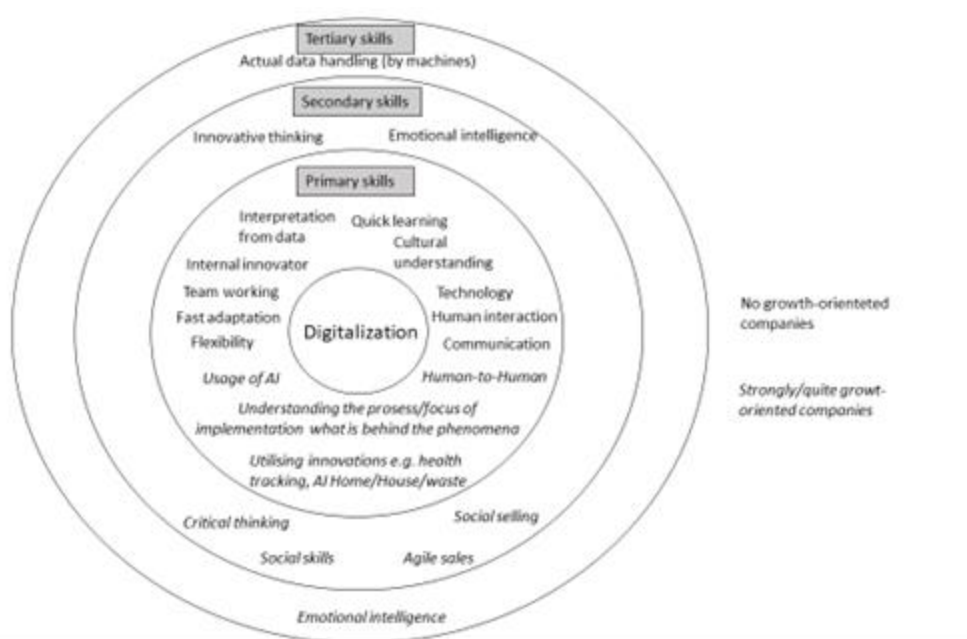 Tertiary skills
Actual data handling (by machines)
Secondary skills
Innovative thinking
Emotional intelligence
Primary skills
Interpretation
from data
Quick learning
Cultural
understanding
Internal innovator
Team working
Technology
Fast adaptation
Human interaction
Flexibility
Communication
Digitalization
Usage of AI
Human-to-Human
Understanding the prosess/focus of
implementation what is behind the phenomena
Utilising innovations e.g. health
tracking, AI Home/House/waste
Critical thinking
Social selling
Social skills
Agile sales
Emotional intelligence
No growth-orienteted
companies
Strongly/quite growt-
oriented companies